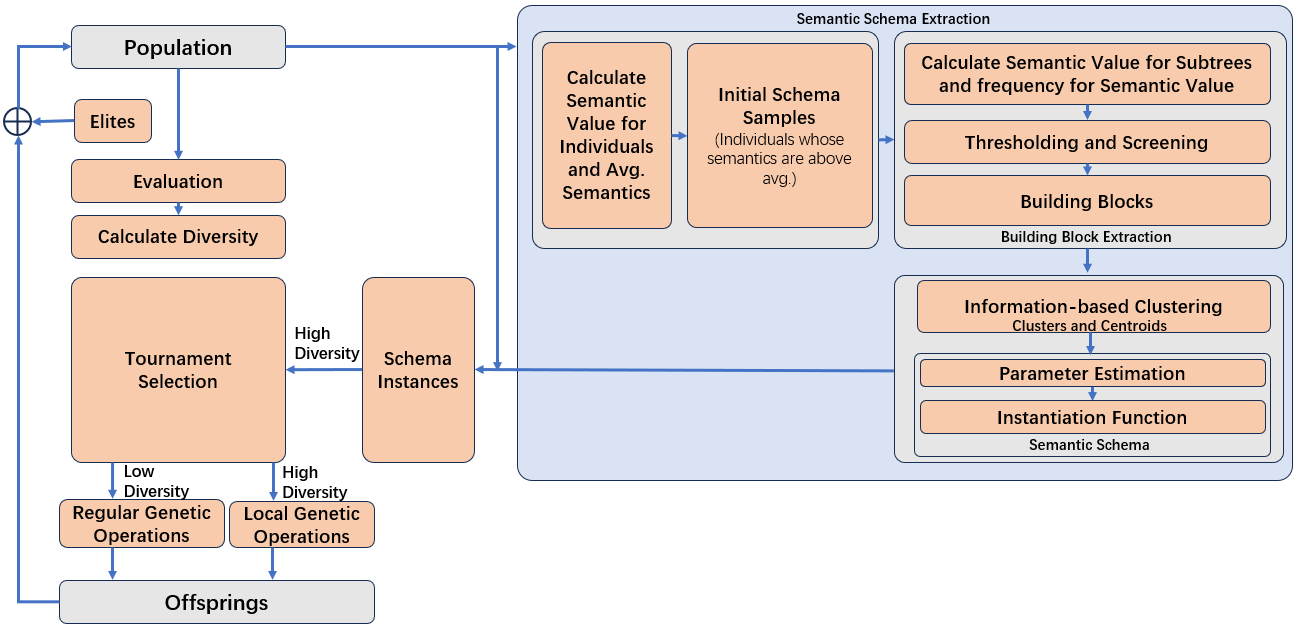 Population
Elites
Evaluation
Calculate Diversity
Tournament
Selection
High
Diversity
Schema
Instances
Low
Diversity
High
Diversity
Regular Genetic
Operations
Local Genetic
Operations
Offsprings
Semantic Schema Extraction
Calculate
Semantic
Value for
Individuals
and Avg.
Semantics
Initial Schema
Samples
(Individuals whose
semantics are above
avg.)
Calculate Semantic Value for Subtrees
and frequency for Semantic Value
Thresholding and Screening
Building Blocks
Building Block Extraction
Information-based Clustering
Clusters and Centroids
Parameter Estimation
Instantiation Function
Semantic Schema